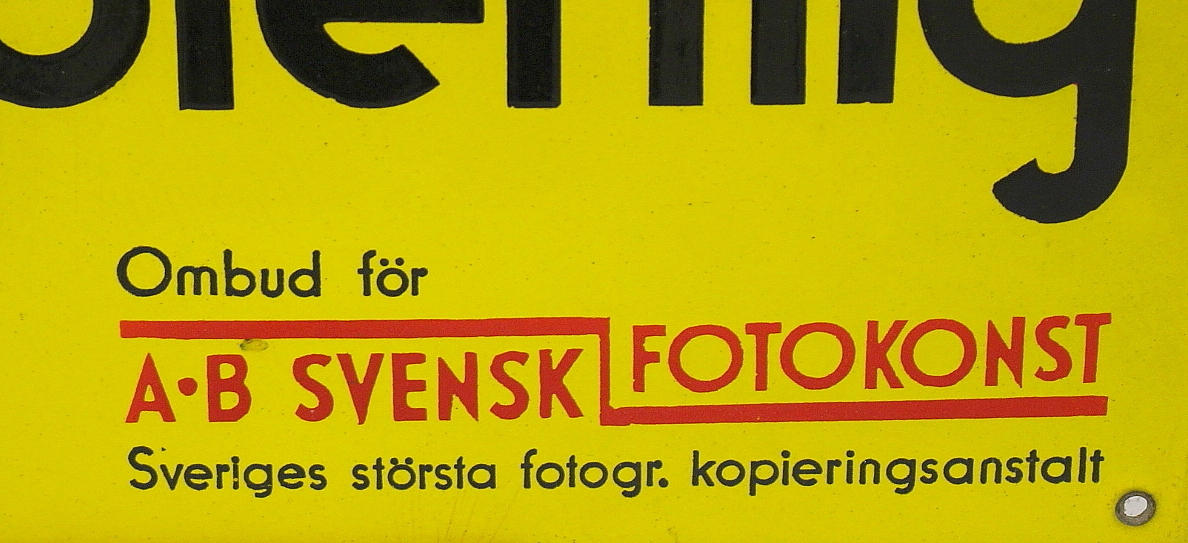 Ombud för
A·B SVENSK FOTOKONST
Sveriges största fotogr. kopieringsanstalt